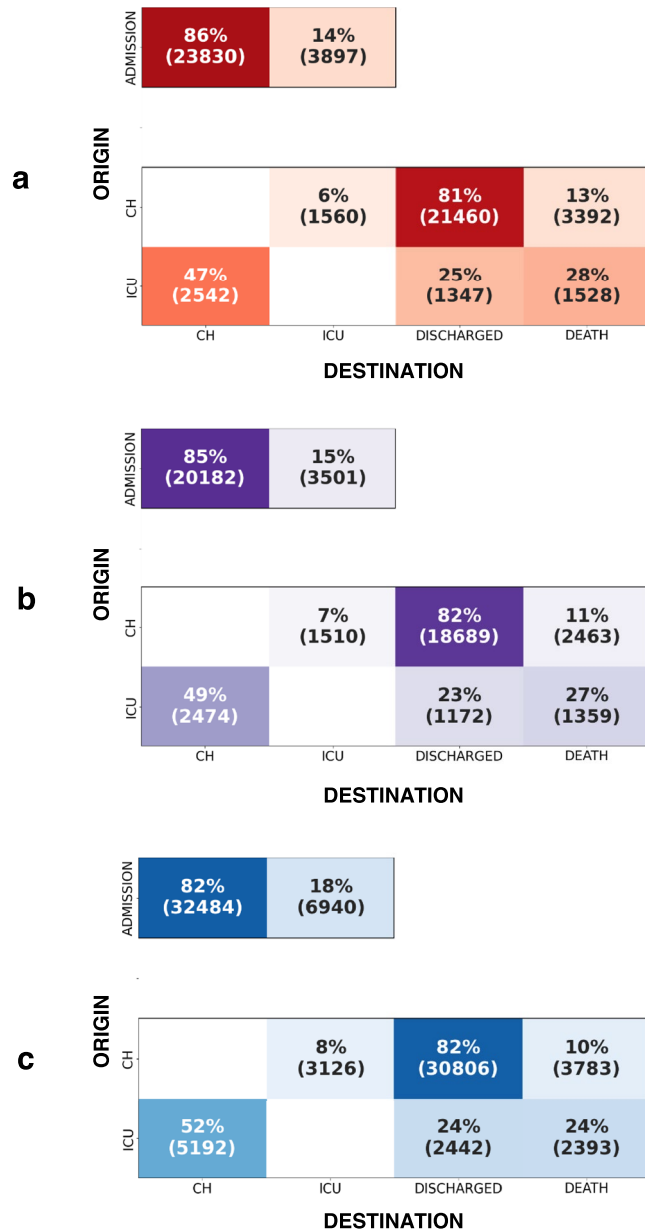 86% 14%
(23830) (3897)
ADMISSION
a
ORIGIN
CH
6% 81% 13%
(1560) (21460) (3392)
ICU
47% 25% 28%
(2542) (1347) (1528)
CH ICU DISCHARGED DEATH
DESTINATION
85% 15%
(20182) (3501)
ADMISSION
b
ORIGIN
CH
7% 82% 11%
(1510) (18689) (2463)
ICU
49% 23% 27%
(2474) (1172) (1359)
CH ICU DISCHARGED DEATH
DESTINATION
82% 18%
(32484) (6940)
ADMISSION
c
ORIGIN
CH
8% 82% 10%
(3126) (30806) (3783)
ICU
52% 24% 24%
(5192) (2442) (2393)
CH ICU DISCHARGED DEATH
DESTINATION